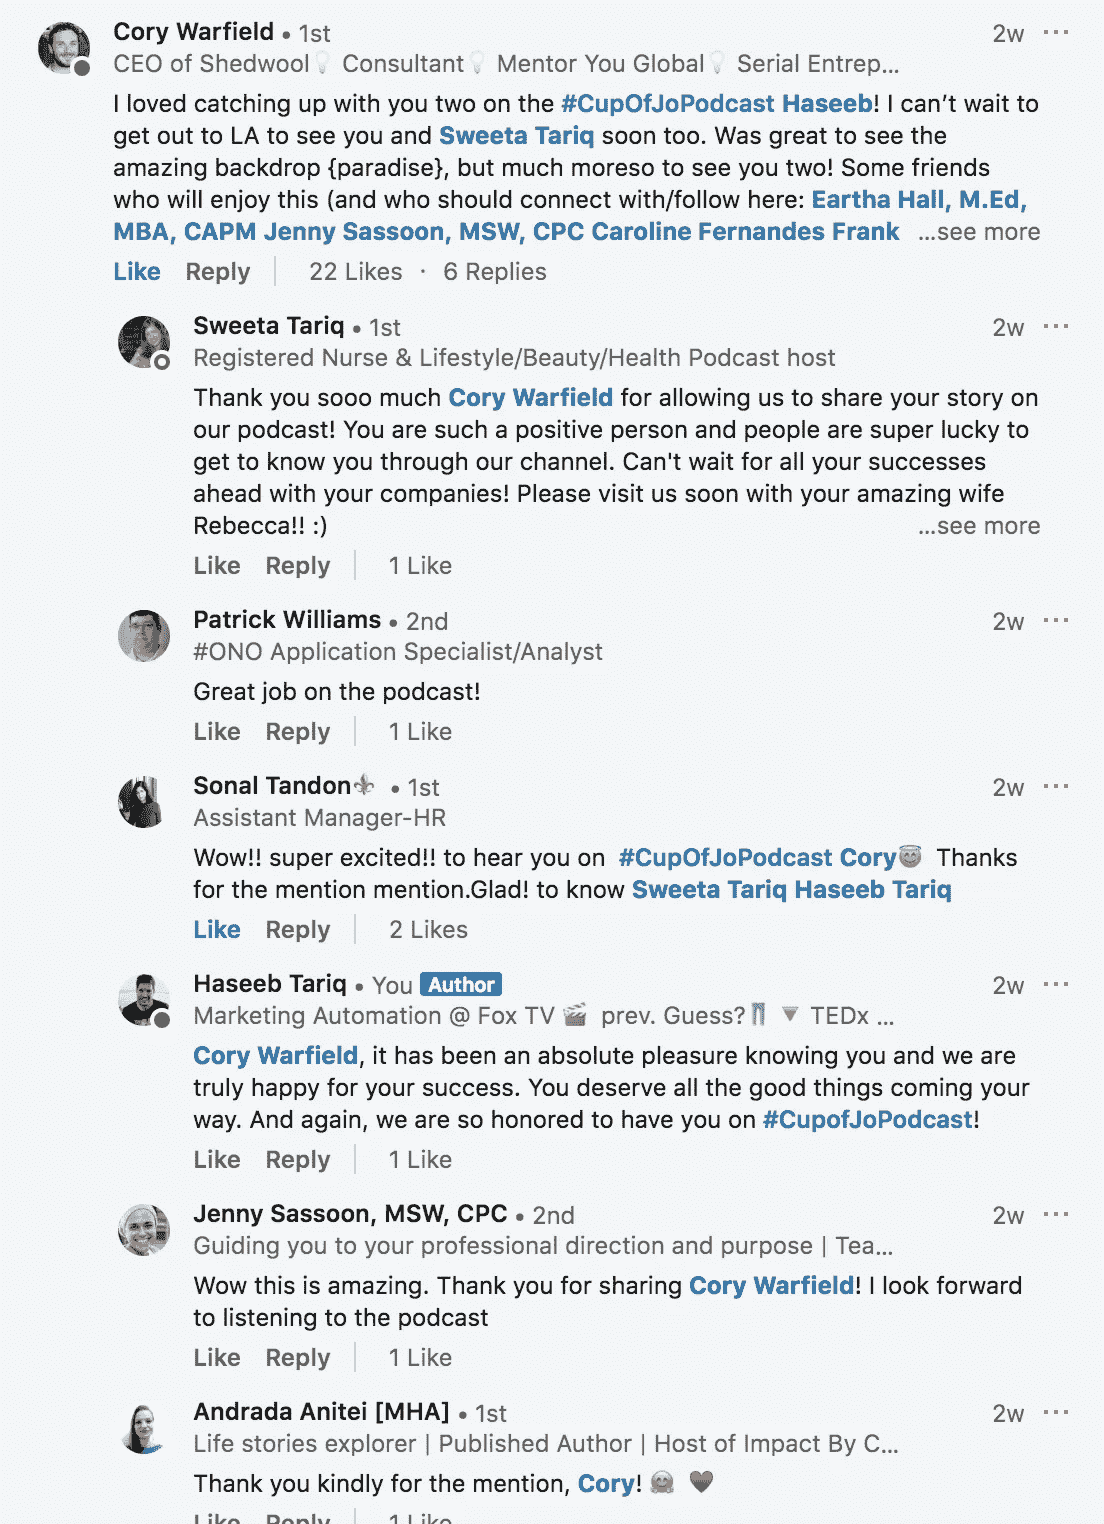 Cory Warfield • 1st 2w ...
CEO of Shedwool💡 Consultant💡 Mentor You Global💡 Serial Entrep...
I loved catching up with you two on the #CupOfJoPodcast Haseeb! I can’t wait to
get out to LA to see you and Sweeta Tariq soon too. Was great to see the
amazing backdrop {paradise}, but much moreso to see you two! Some friends
who will enjoy this (and who should connect with/follow here: Eartha Hall, M.Ed,
MBA, CAPM Jenny Sassoon, MSW, CPC Caroline Fernandes Frank ...see more
Like Reply | 22 Likes · 6 Replies
Sweeta Tariq • 1st 2w ...
Registered Nurse & Lifestyle/Beauty/Health Podcast host
Thank you sooo much Cory Warfield for allowing us to share your story on
our podcast! You are such a positive person and people are super lucky to
get to know you through our channel. Can't wait for all your successes
ahead with your companies! Please visit us soon with your amazing wife
Rebecca!! :) ...see more
Like Reply | 1 Like
Patrick Williams • 2nd 2w ...
#ONO Application Specialist/Analyst
Great job on the podcast!
Like Reply | 1 Like
Sonal Tandon⚜ • 1st 2w ...
Assistant Manager-HR
Wow!! super excited!! to hear you on #CupOfJoPodcast Cory😇 Thanks
for the mention mention.Glad! to know Sweeta Tariq Haseeb Tariq
Like Reply | 2 Likes
Haseeb Tariq • You Author 2w ...
Marketing Automation @ Fox TV 🎬 prev. Guess?👖 🔻 TEDx ...
Cory Warfield, it has been an absolute pleasure knowing you and we are
truly happy for your success. You deserve all the good things coming your
way. And again, we are so honored to have you on #CupofJoPodcast!
Like Reply | 1 Like
Jenny Sassoon, MSW, CPC • 2nd 2w ...
Guiding you to your professional direction and purpose | Tea...
Wow this is amazing. Thank you for sharing Cory Warfield! I look forward
to listening to the podcast
Like Reply | 1 Like
Andrada Anitei [MHA] • 1st 2w ...
Life stories explorer | Published Author | Host of Impact By C...
Thank you kindly for the mention, Cory! 🤗 ❤
Like Reply | 1 Like